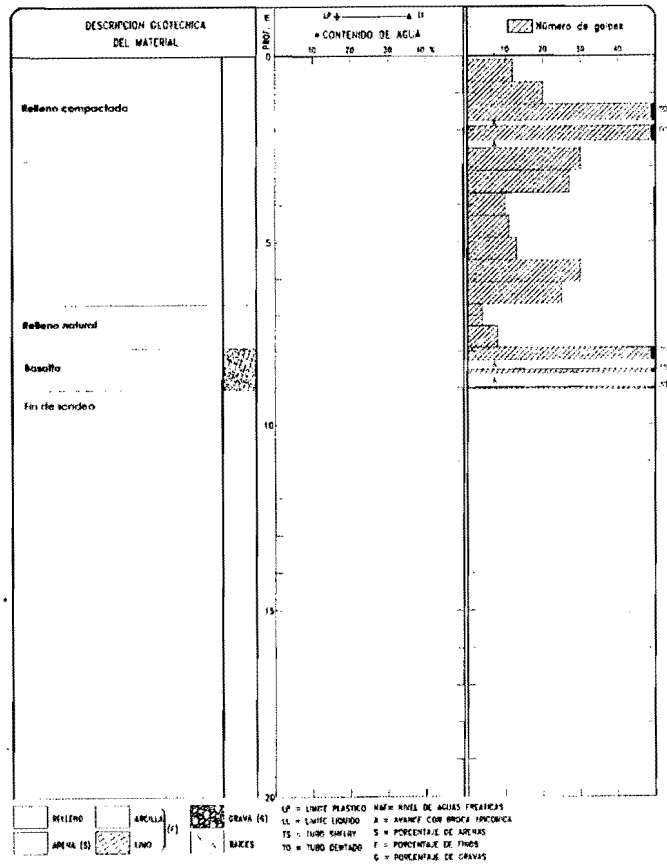 DESCRIPCION GEOTECNICA
DEL MATERIAL
PROF. m
LP LL
CONTENIDO DE AGUA
10 20 30 40 %
Número de golpes
10 20 30 40
0
Relleno compactado
5
Relleno natural
Basalto
Fin de sondeo
10
15
20
RELLENO
ARCILLA
(F)
GRAVA (G)
ARENA (S)
LIMO
RAICES
LP = LIMITE PLASTICO NAF= NIVEL DE AGUAS FREATICAS
LL = LIMITE LIQUIDO A = AVANCE CON BROCA TRICONICA
TS = TUBO SHELBY S = PORCENTAJE DE ARENAS
TD = TUBO DENTADO F = PORCENTAJE DE FINOS
G = PORCENTAJE DE GRAVAS